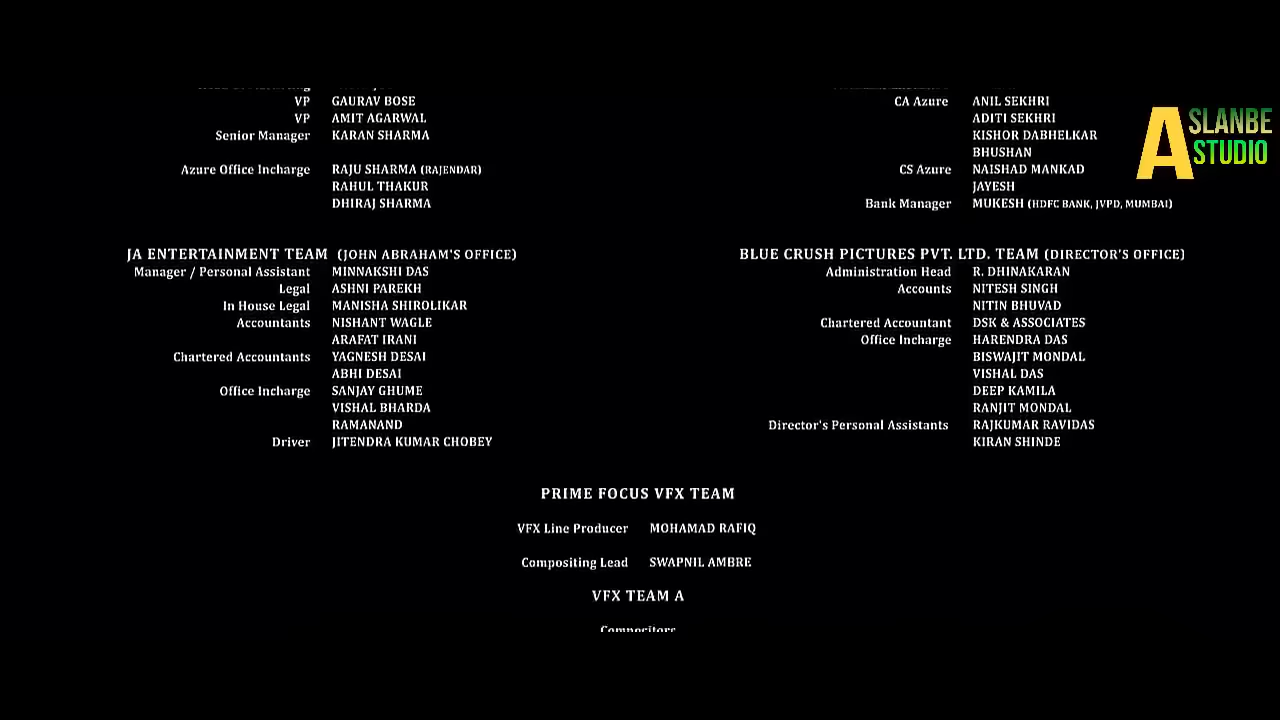 VP GAURAV BOSE
VP AMIT AGARWAL
Senior Manager KARAN SHARMA
Azure Office Incharge RAJU SHARMA (RAJENDAR)
RAHUL THAKUR
DHIRAJ SHARMA
CA Azure ANIL SEKHRI
ADITI SEKHRI
KISHOR DABHELKAR
BHUSHAN
CS Azure NAISHAD MANKAD
JAYESH
Bank Manager MUKESH (HDFC BANK, JVPD, MUMBAI)
ASLANBE
STUDIO
JA ENTERTAINMENT TEAM (JOHN ABRAHAM'S OFFICE)
Manager / Personal Assistant MINNAKSHI DAS
Legal ASHNI PAREKH
In House Legal MANISHA SHIROLIKAR
Accountants NISHANT WAGLE
ARAFAT IRANI
Chartered Accountants YAGNESH DESAI
ABHI DESAI
Office Incharge SANJAY GHUME
VISHAL BHARDA
RAMANAND
Driver JITENDRA KUMAR CHOBEY
BLUE CRUSH PICTURES PVT. LTD. TEAM (DIRECTOR'S OFFICE)
Administration Head R. DHINAKARAN
Accounts NITESH SINGH
NITIN BHUVAD
Chartered Accountant DSK & ASSOCIATES
Office Incharge HARENDRA DAS
BISWAJIT MONDAL
VISHAL DAS
DEEP KAMILA
RANJIT MONDAL
Director's Personal Assistants RAJKUMAR RAVIDAS
KIRAN SHINDE
PRIME FOCUS VFX TEAM
VFX Line Producer MOHAMAD RAFIQ
Compositing Lead SWAPNIL AMBRE
VFX TEAM A
Compositors